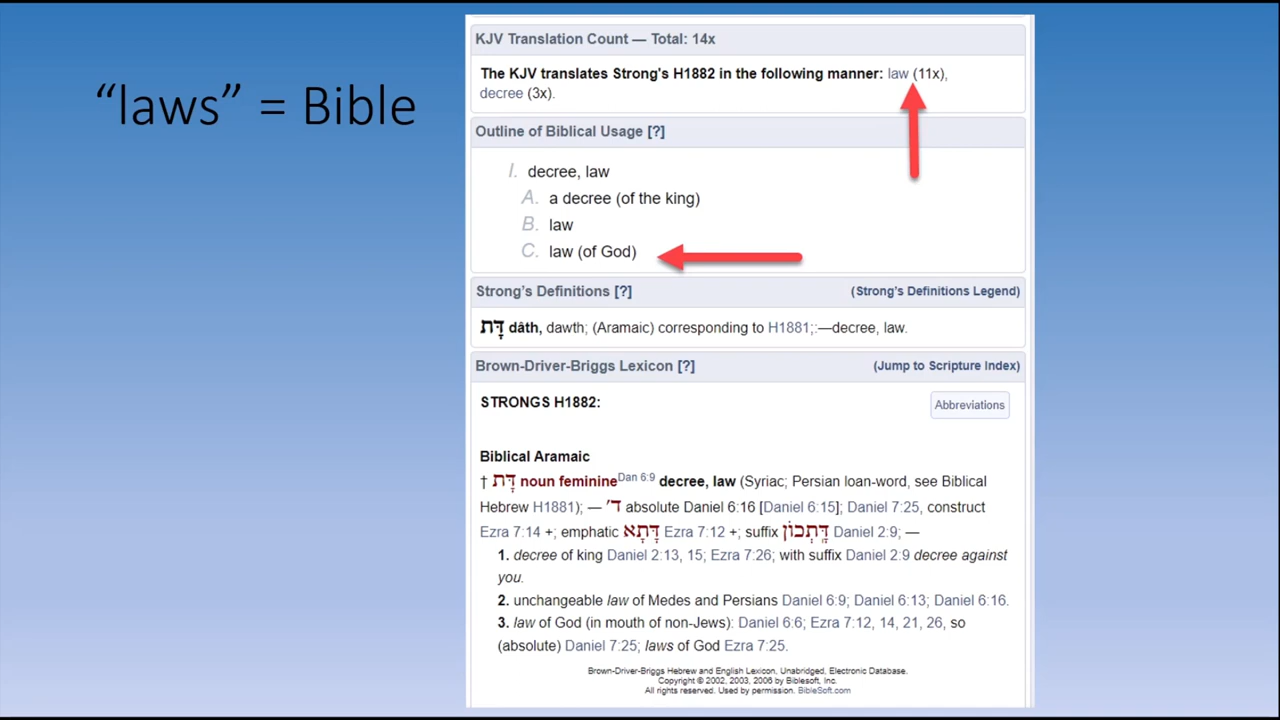 “laws” = Bible
KJV Translation Count — Total: 14x
The KJV translates Strong's H1882 in the following manner: law (11x),
decree (3x).
Outline of Biblical Usage [?]
I. decree, law
A. a decree (of the king)
B. law
C. law (of God)
Strong’s Definitions [?] (Strong’s Definitions Legend)
דָּת dâth, dawth; (Aramaic) corresponding to H1881;:—decree, law.
Brown-Driver-Briggs Lexicon [?] (Jump to Scripture Index)
STRONGS H1882:
Abbreviations
Biblical Aramaic
† דָּת noun feminine Dan 6:9 decree, law (Syriac; Persian loan-word, see Biblical
Hebrew H1881); — ד׳ absolute Daniel 6:16 [Daniel 6:15]; Daniel 7:25, construct
Ezra 7:14 +; emphatic דָּתָא Ezra 7:12 +; suffix דָּתְכוֺן Daniel 2:9; —
1. decree of king Daniel 2:13, 15; Ezra 7:26; with suffix Daniel 2:9 decree against
you.
2. unchangeable law of Medes and Persians Daniel 6:9; Daniel 6:13; Daniel 6:16.
3. law of God (in mouth of non-Jews): Daniel 6:6; Ezra 7:12, 14, 21, 26, so
(absolute) Daniel 7:25; laws of God Ezra 7:25.
Brown-Driver-Briggs Hebrew and English Lexicon, Unabridged, Electronic Database.
Copyright © 2002, 2003, 2006 by Biblesoft, Inc.
All rights reserved. Used by permission. BibleSoft.com